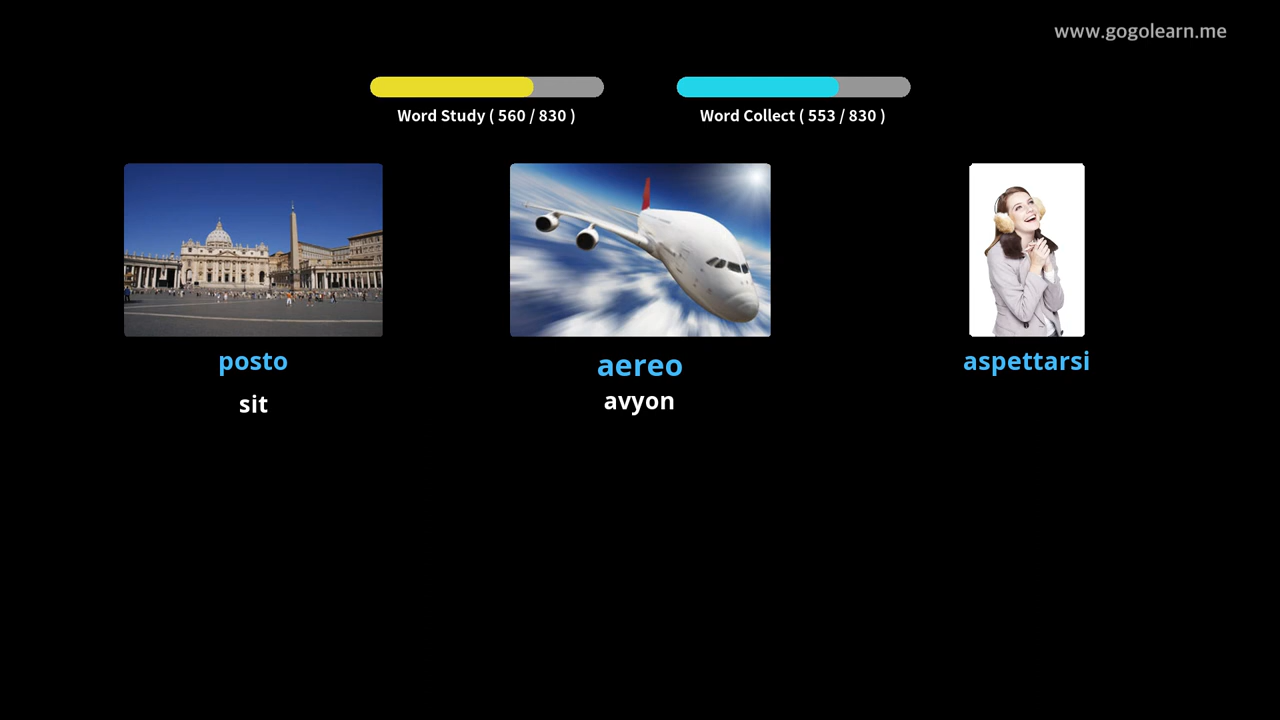 www.gogolearn.me
Word Study ( 560 / 830 )
Word Collect ( 553 / 830 )
posto
aereo
aspettarsi
sit
avyon